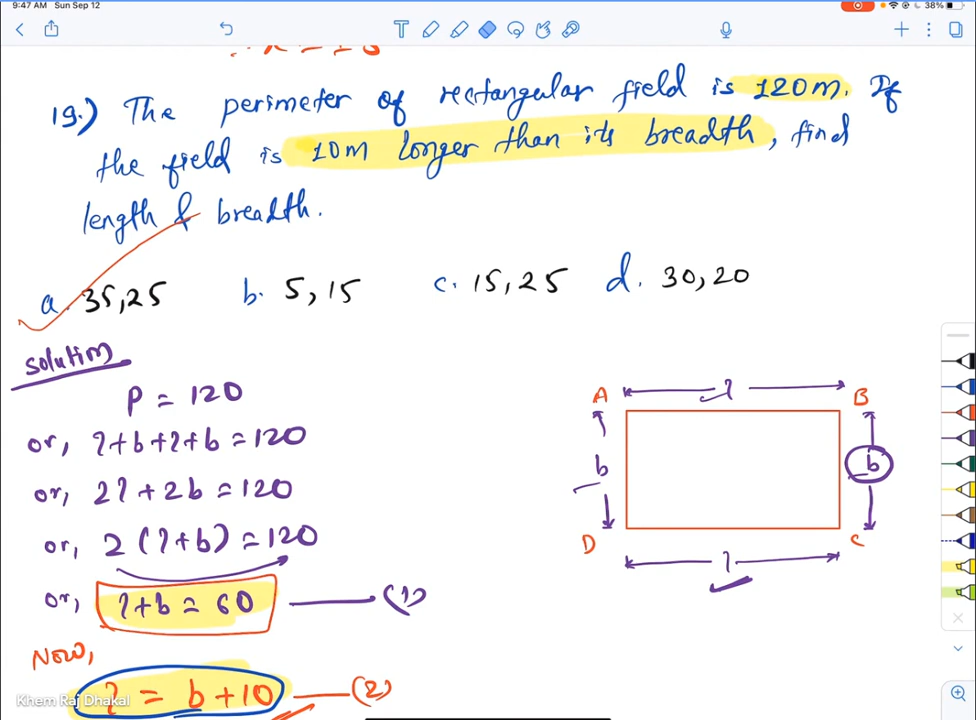 9:47 AM Sun Sep 12
38%
19.) The perimeter of rectangular field is 120m. If
the field is 10m longer than its breadth, find
length & breadth.
a. 35,25 b. 5,15 c. 15,25 d. 30,20
solution
P = 120
or, l+b+l+b = 120
or, 2l+2b = 120
or, 2(l+b) = 120
or, l+b = 60 (1)
Now,
l = b+10 (2)
A l B
b b
D l C
Khem Raj Dhakal